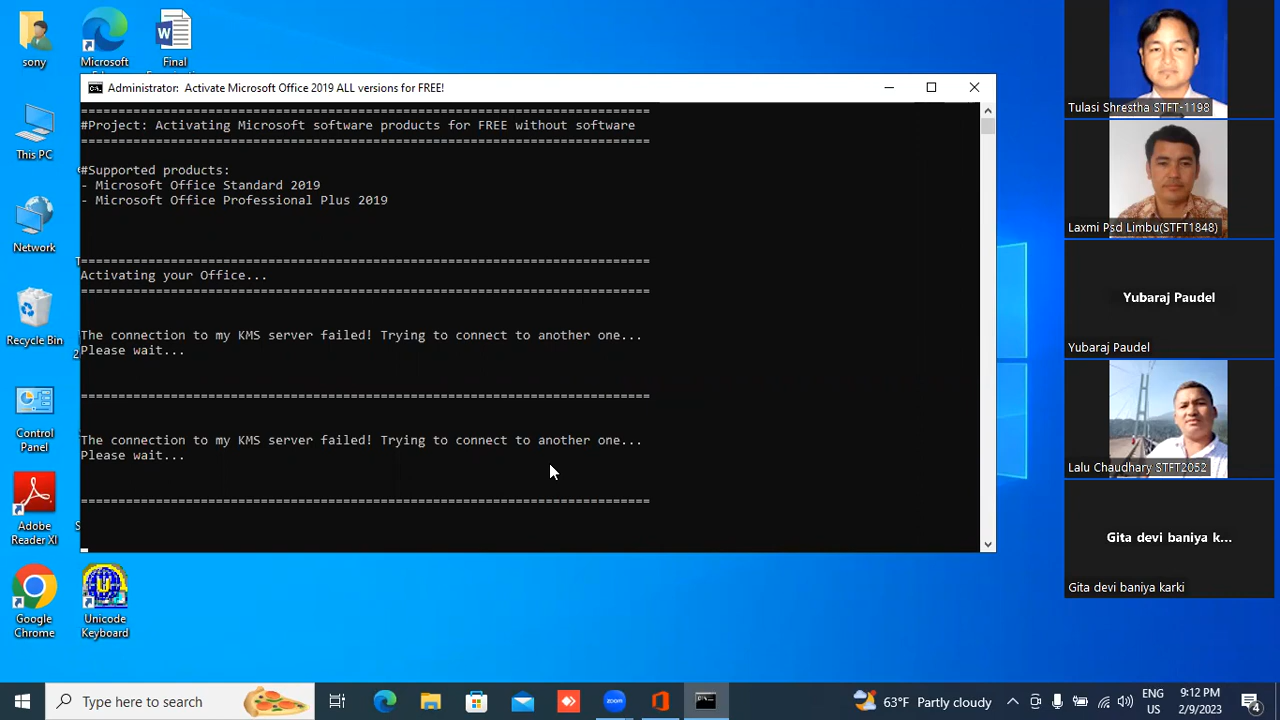 sony
Microsoft
Final
This PC
Network
Recycle Bin
Control
Panel
Adobe
Reader XI
Google
Chrome
Unicode
Keyboard
Administrator: Activate Microsoft Office 2019 ALL versions for FREE!
============================================================================
#Project: Activating Microsoft software products for FREE without software
============================================================================
#Supported products:
- Microsoft Office Standard 2019
- Microsoft Office Professional Plus 2019
============================================================================
Activating your Office...
============================================================================
The connection to my KMS server failed! Trying to connect to another one...
Please wait...
============================================================================
The connection to my KMS server failed! Trying to connect to another one...
Please wait...
============================================================================
Tulasi Shrestha STFT-1198
Laxmi Psd Limbu(STFT1848)
Yubaraj Paudel
Yubaraj Paudel
Lalu Chaudhary STFT2052
Gita devi baniya k...
Gita devi baniya karki
Type here to search
zoom
63°F Partly cloudy
ENG
US
9:12 PM
2/9/2023
4